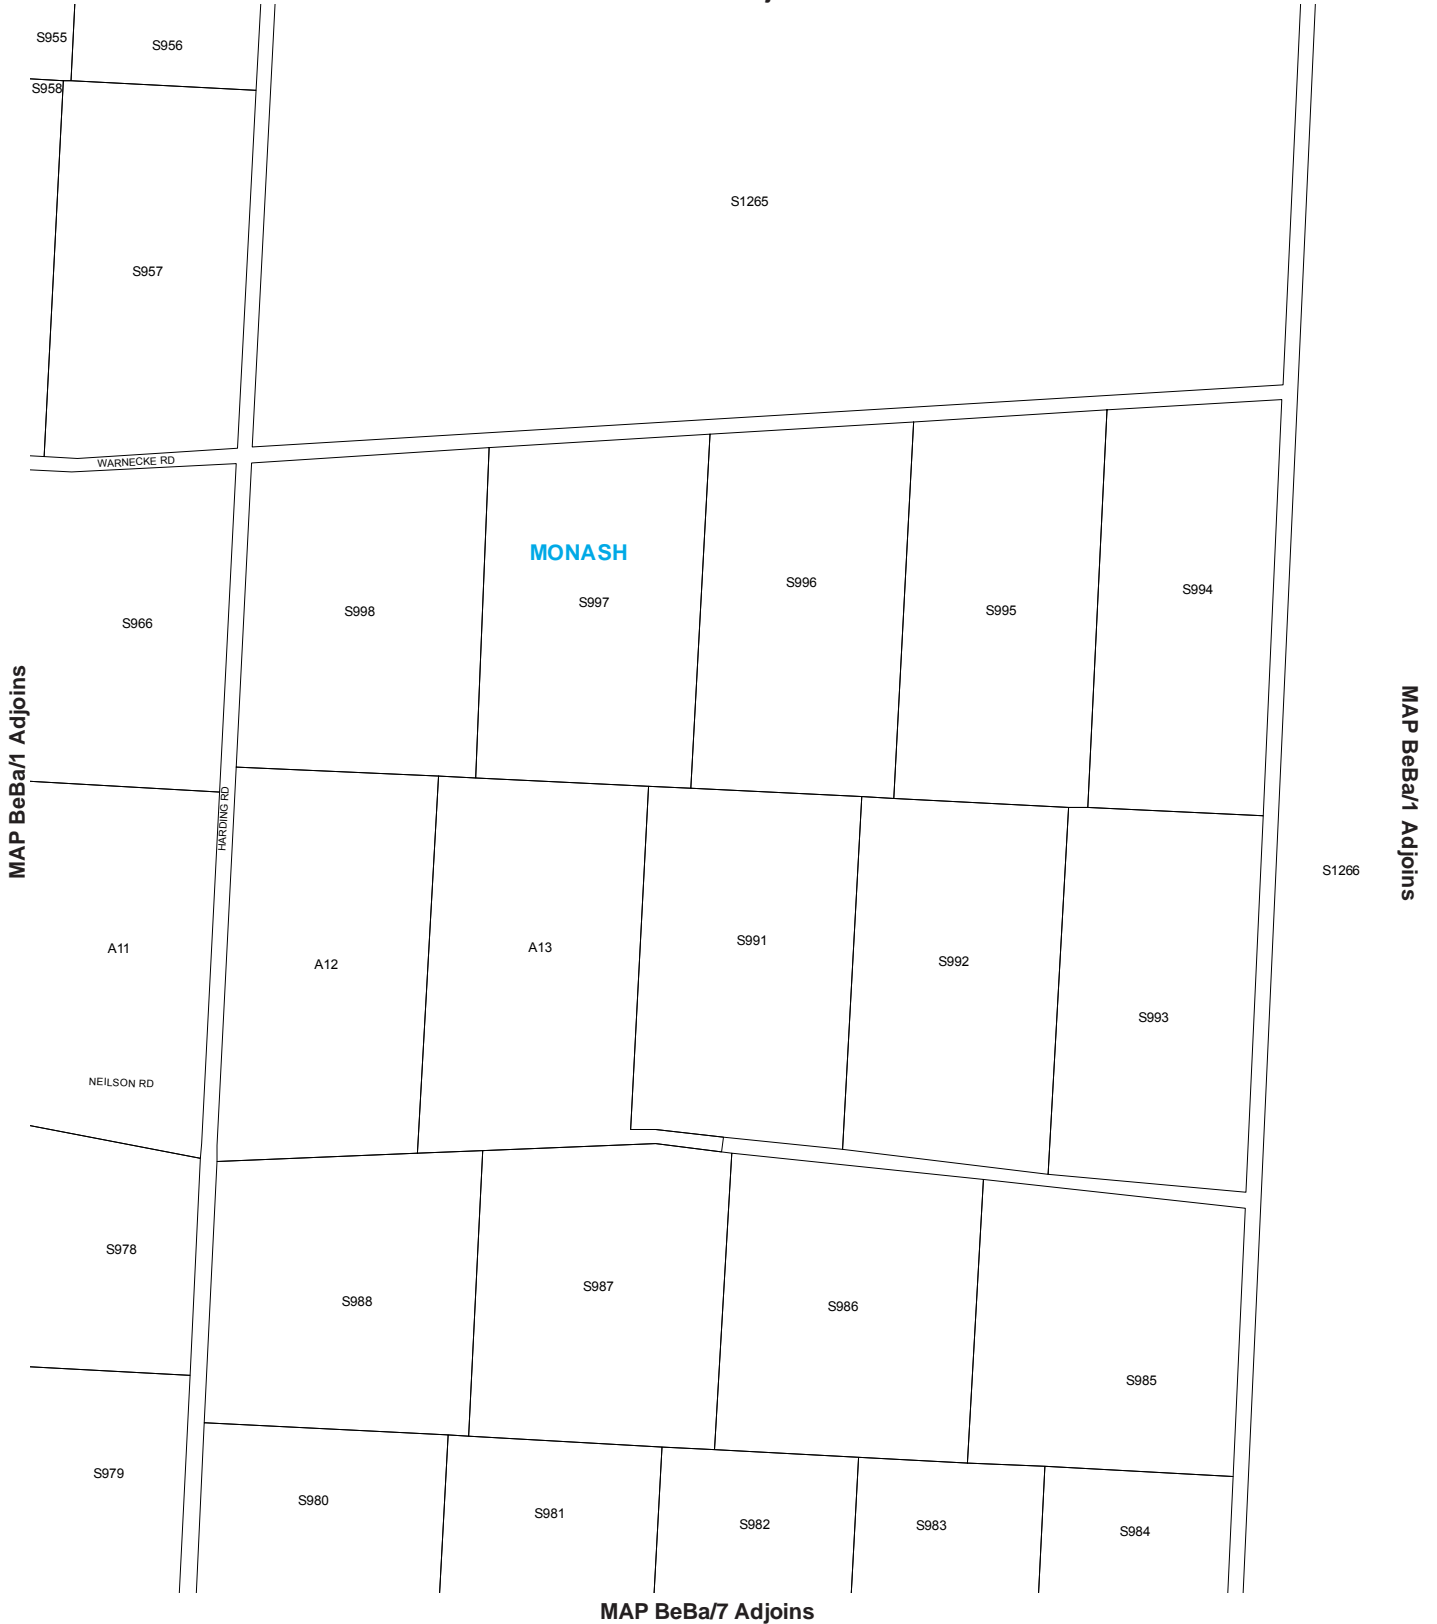 S955
S956
S958
S1265
S957
WARNECKE RD
MONASH
S996
S994
S997
S998
S995
S966
MAP BeBa/1 Adjoins
MAP BeBa/1 Adjoins
HARDING RD
S1266
A11
A12
A13
S991
S992
S993
NEILSON RD
S978
S988
S987
S986
S985
S979
S980
S981
S982
S983
S984
MAP BeBa/7 Adjoins